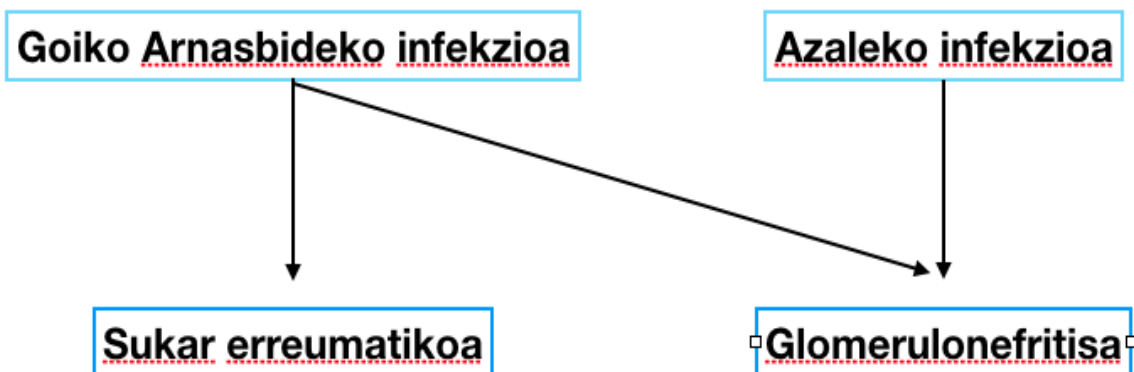 Goiko Arnasbideko infekzioa
Azaleko infekzioa
Sukar erreumatikoa
Glomerulonefritisa